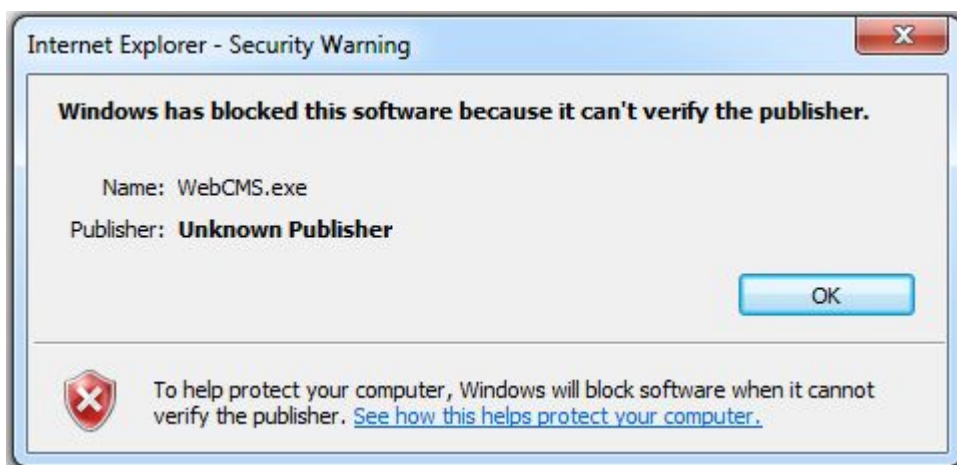 Internet Explorer - Security Warning
Windows has blocked this software because it can't verify the publisher.
Name: WebCMS.exe
Publisher: Unknown Publisher
OK
To help protect your computer, Windows will block software when it cannot
verify the publisher. See how this helps protect your computer.